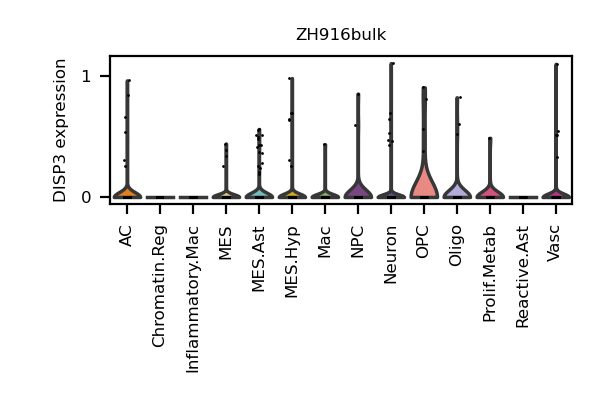 ZH916bulk
DISP3 expression
1
0
AC
Chromatin.Reg
Inflammatory.Mac
MES
MES.Ast
MES.Hyp
Mac
NPC
Neuron
OPC
Oligo
Prolif.Metab
Reactive.Ast
Vasc